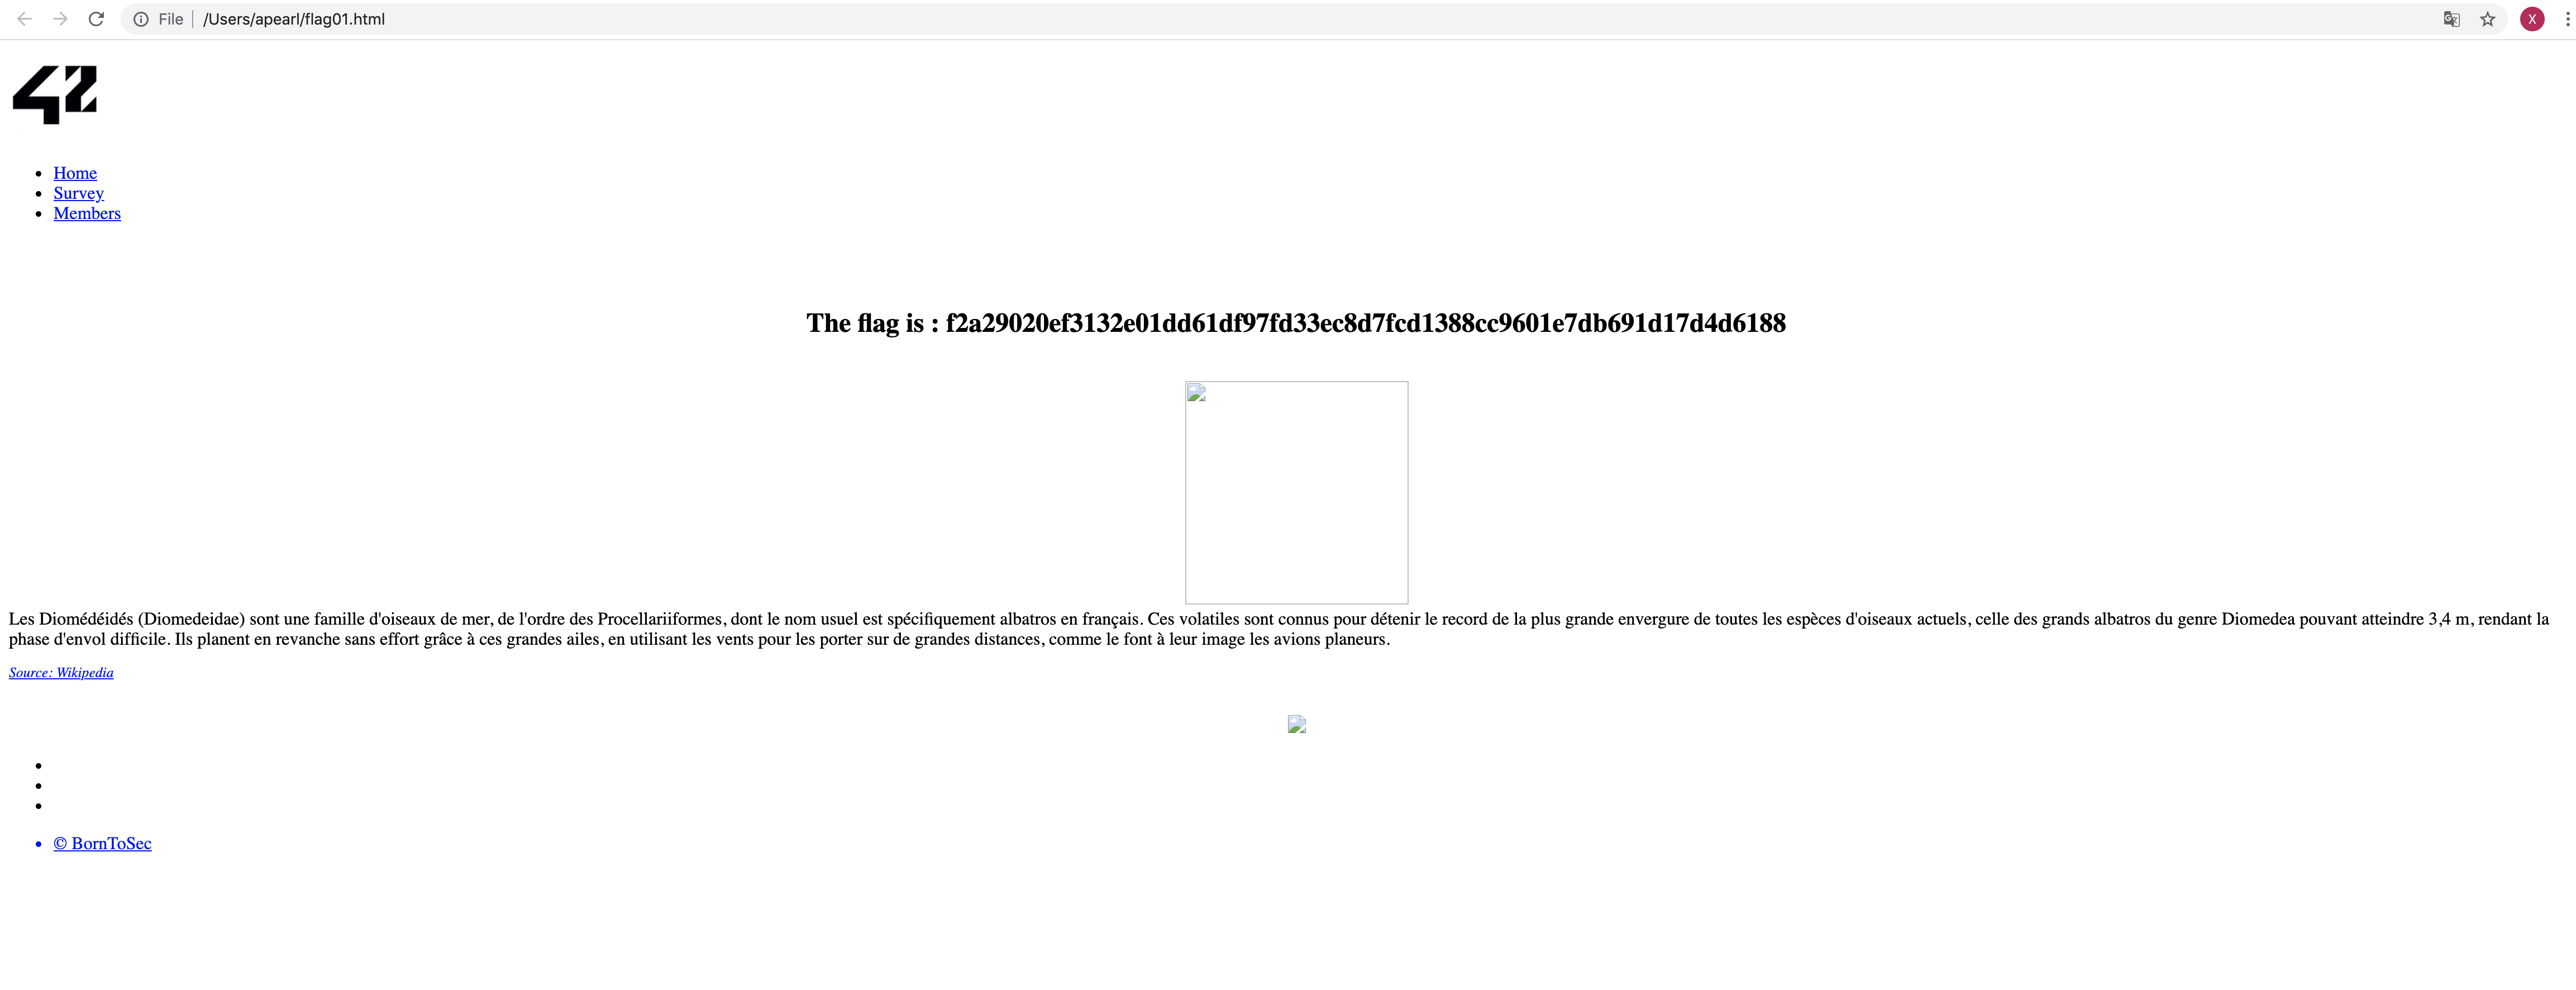 File /Users/apearl/flag01.html
X
42
Home
Survey
Members
The flag is : f2a29020ef3132e01dd61df97fd33ec8d7fcd1388cc9601e7db691d17d4d6188
Les Diomédéidés (Diomedeidae) sont une famille d'oiseaux de mer, de l'ordre des Procellariiformes, dont le nom usuel est spécifiquement albatros en français. Ces volatiles sont connus pour détenir le record de la plus grande envergure de toutes les espèces d'oiseaux actuels, celle des grands albatros du genre Diomedea pouvant atteindre 3,4 m, rendant la
phase d'envol difficile. Ils planent en revanche sans effort grâce à ces grandes ailes, en utilisant les vents pour les porter sur de grandes distances, comme le font à leur image les avions planeurs.
Source: Wikipedia
© BornToSec